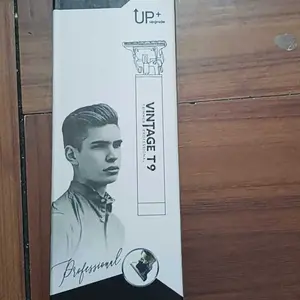 UP+
upgrade
VINTAGE T9
Professional